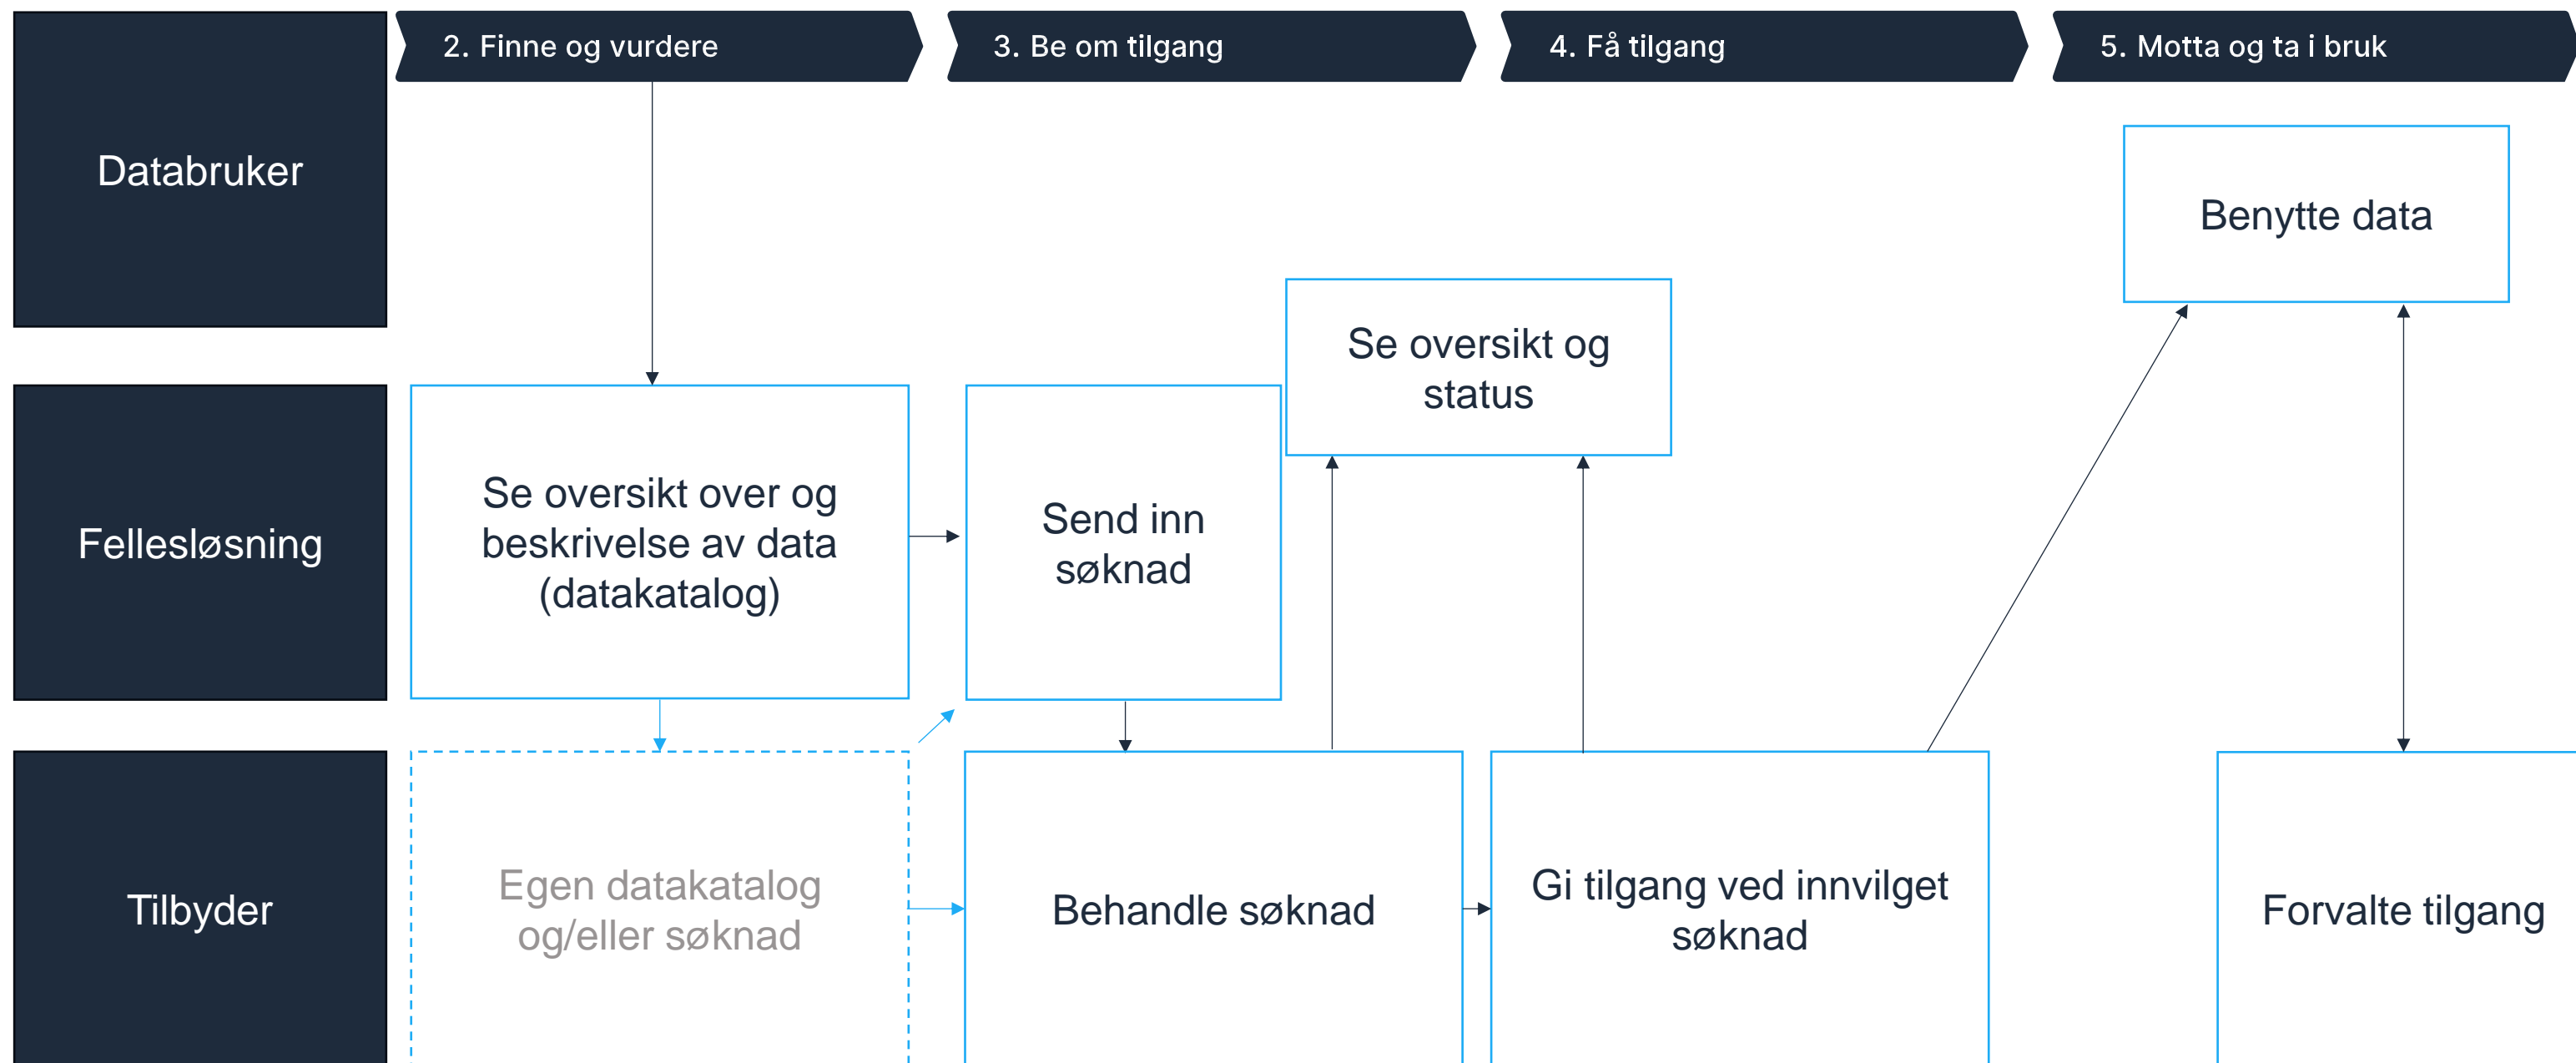 2. Finne og vurdere
3. Be om tilgang
4. Få tilgang
5. Motta og ta i bruk
Databruker
Benytte data
Se oversikt og
status
Fellesløsning
Se oversikt over og
beskrivelse av data
(datakatalog)
Send inn
søknad
Tilbyder
Egen datakatalog
og/eller søknad
Behandle søknad
Gi tilgang ved innvilget
søknad
Forvalte tilgang